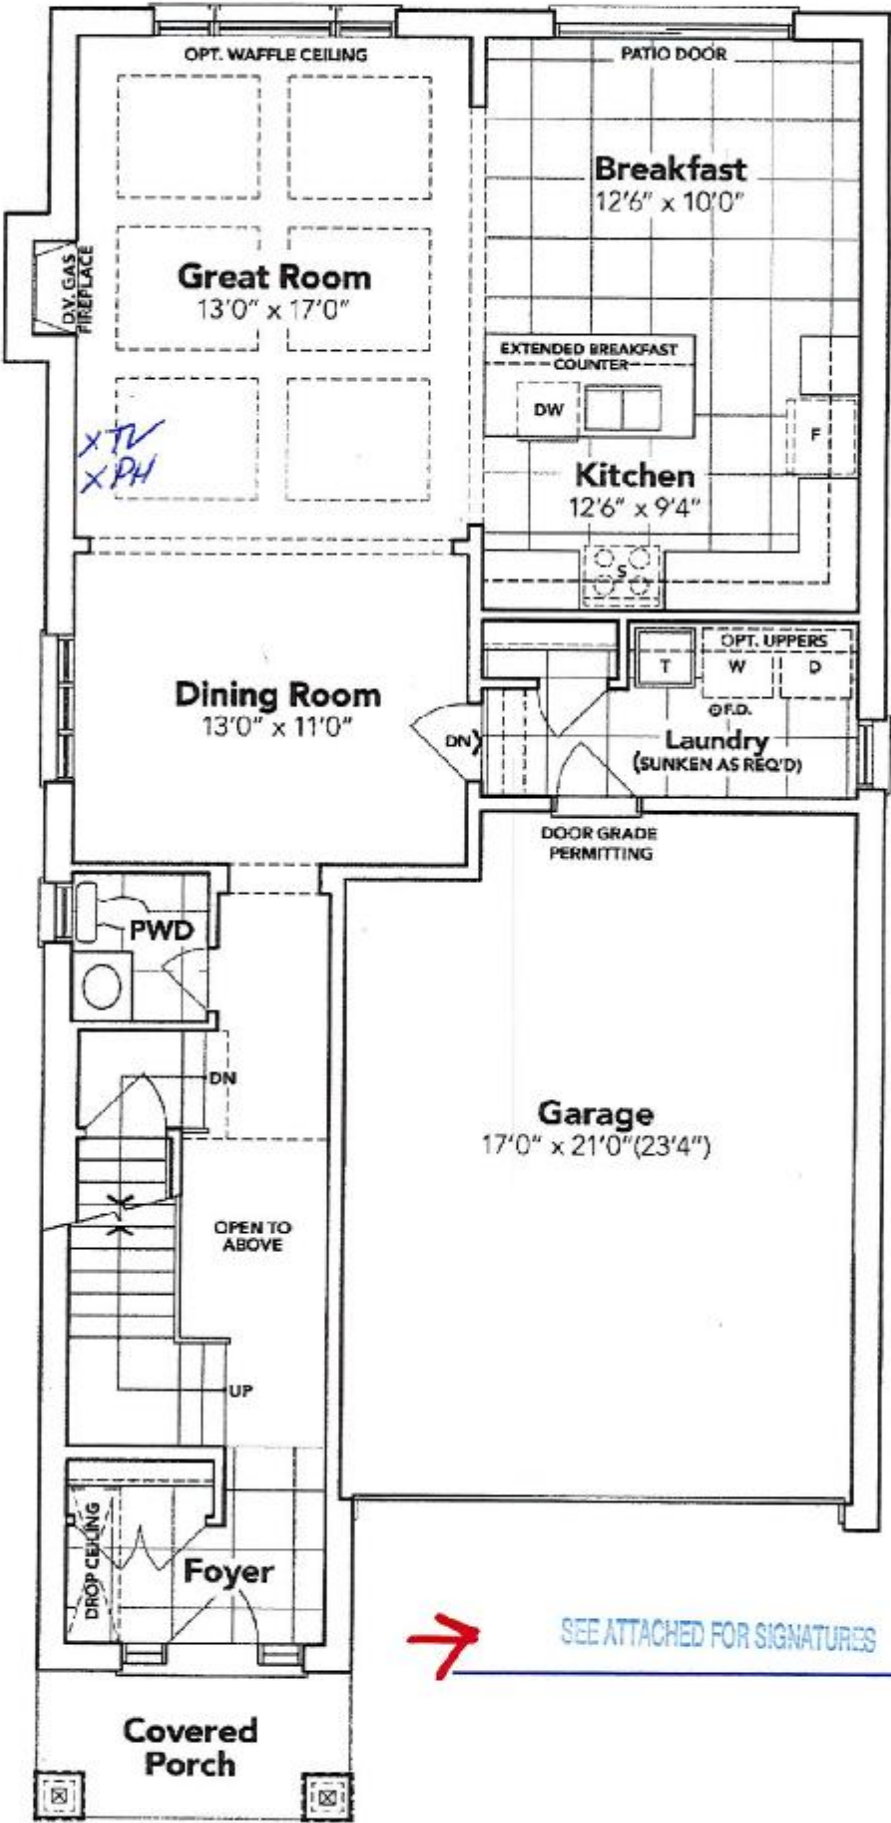 OPT. WAFFLE CEILING
PATIO DOOR
Breakfast
12'6" x 10'0"
D.V. GAS
FIREPLACE
Great Room
13'0" x 17'0"
EXTENDED BREAKFAST
COUNTER
DW
F
X TV
X PH
Kitchen
12'6" x 9'4"
S
OPT. UPPERS
T
W
D
F.D.
Dining Room
13'0" x 11'0"
DN
Laundry
(SUNKEN AS REQ'D)
DOOR GRADE
PERMITTING
PWD
DN
Garage
17'0" x 21'0"(23'4")
OPEN TO
ABOVE
UP
DROP CEILING
Foyer
SEE ATTACHED FOR SIGNATURES
Covered
Porch